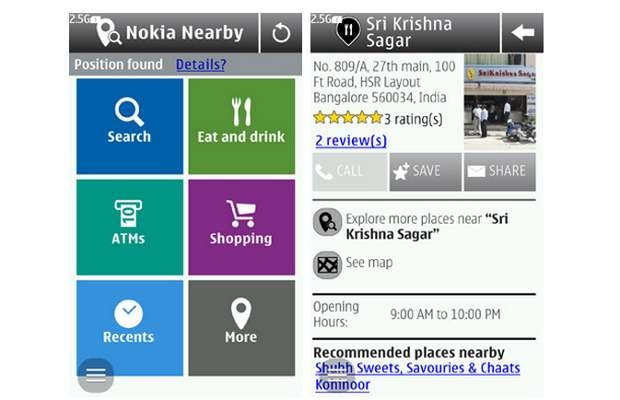 2.5G
Nokia Nearby
Position found Details?
Search
Eat and drink
10
ATMs
Shopping
Recents
More
2.5G
Sri Krishna
Sagar
No. 809/A, 27th main, 100
Ft Road, HSR Layout
Bangalore 560034, India
3 rating(s)
2 review(s)
SriKrishna Sagar
CALL
SAVE
SHARE
Explore more places near "Sri
Krishna Sagar"
See map
Opening
Hours:
9:00 AM to 10:00 PM
Recommended places nearby
Shubh Sweets, Savouries & Chaats
Kohinoor